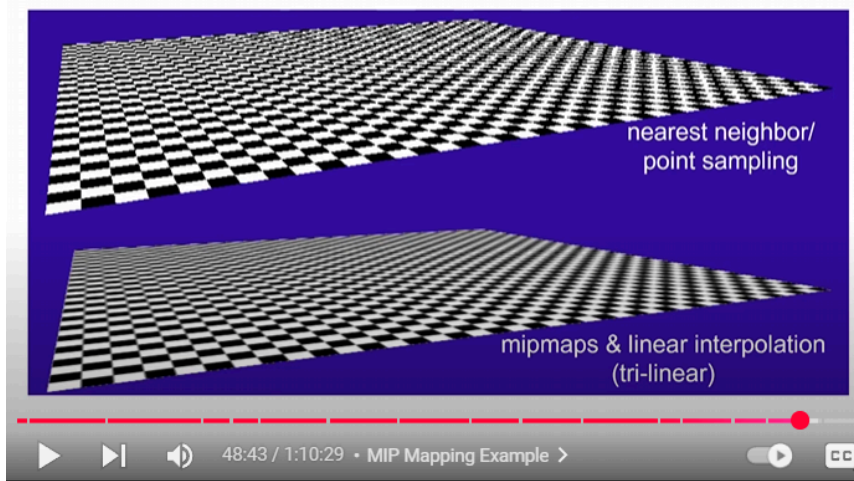 nearest neighbor/
point sampling
mipmaps & linear interpolation
(tri-linear)
48:43 / 1:10:29 • MIP Mapping Example >
CC